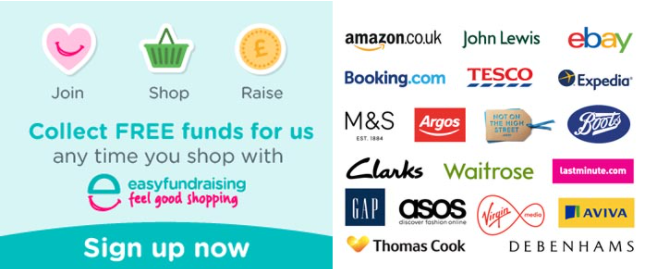 Join Shop Raise
Collect FREE funds for us
any time you shop with
easyfundraising
feel good shopping
Sign up now
amazon.co.uk John Lewis ebay
Booking.com TESCO Expedia
M&S
EST. 1884
Argos
NOT ON
THE HIGH
STREET
Boots
Clarks Waitrose lastminute.com
GAP asos
discover fashion online
Virgin media
AVIVA
Thomas Cook DEBENHAMS